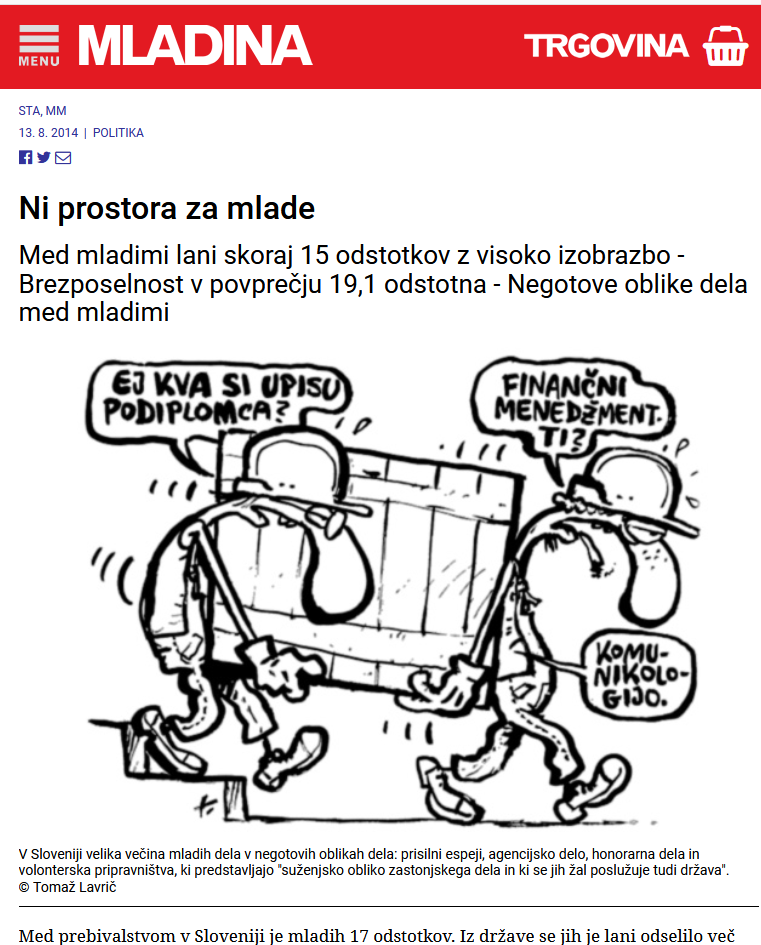 MENU
MLADINA
TRGOVINA
STA, MM
13. 8. 2014 | POLITIKA
Ni prostora za mlade
Med mladimi lani skoraj 15 odstotkov z visoko izobrazbo -
Brezposelnost v povprečju 19,1 odstotna - Negotove oblike dela
med mladimi
EJ KVA SI UPISU
PODIPLOMCA?
FINANČNI
MENEDŽMENT.
TI?
KOMU-
NIKOLO-
GIJO.
V Sloveniji velika večina mladih dela v negotovih oblikah dela: prisilni espeji, agencijsko delo, honorarna dela in
volonterska pripravništva, ki predstavljajo "suženjsko obliko zastonjskega dela in ki se jih žal poslužuje tudi država".
© Tomaž Lavrič
Med prebivalstvom v Sloveniji je mladih 17 odstotkov. Iz države se jih je lani odselilo več